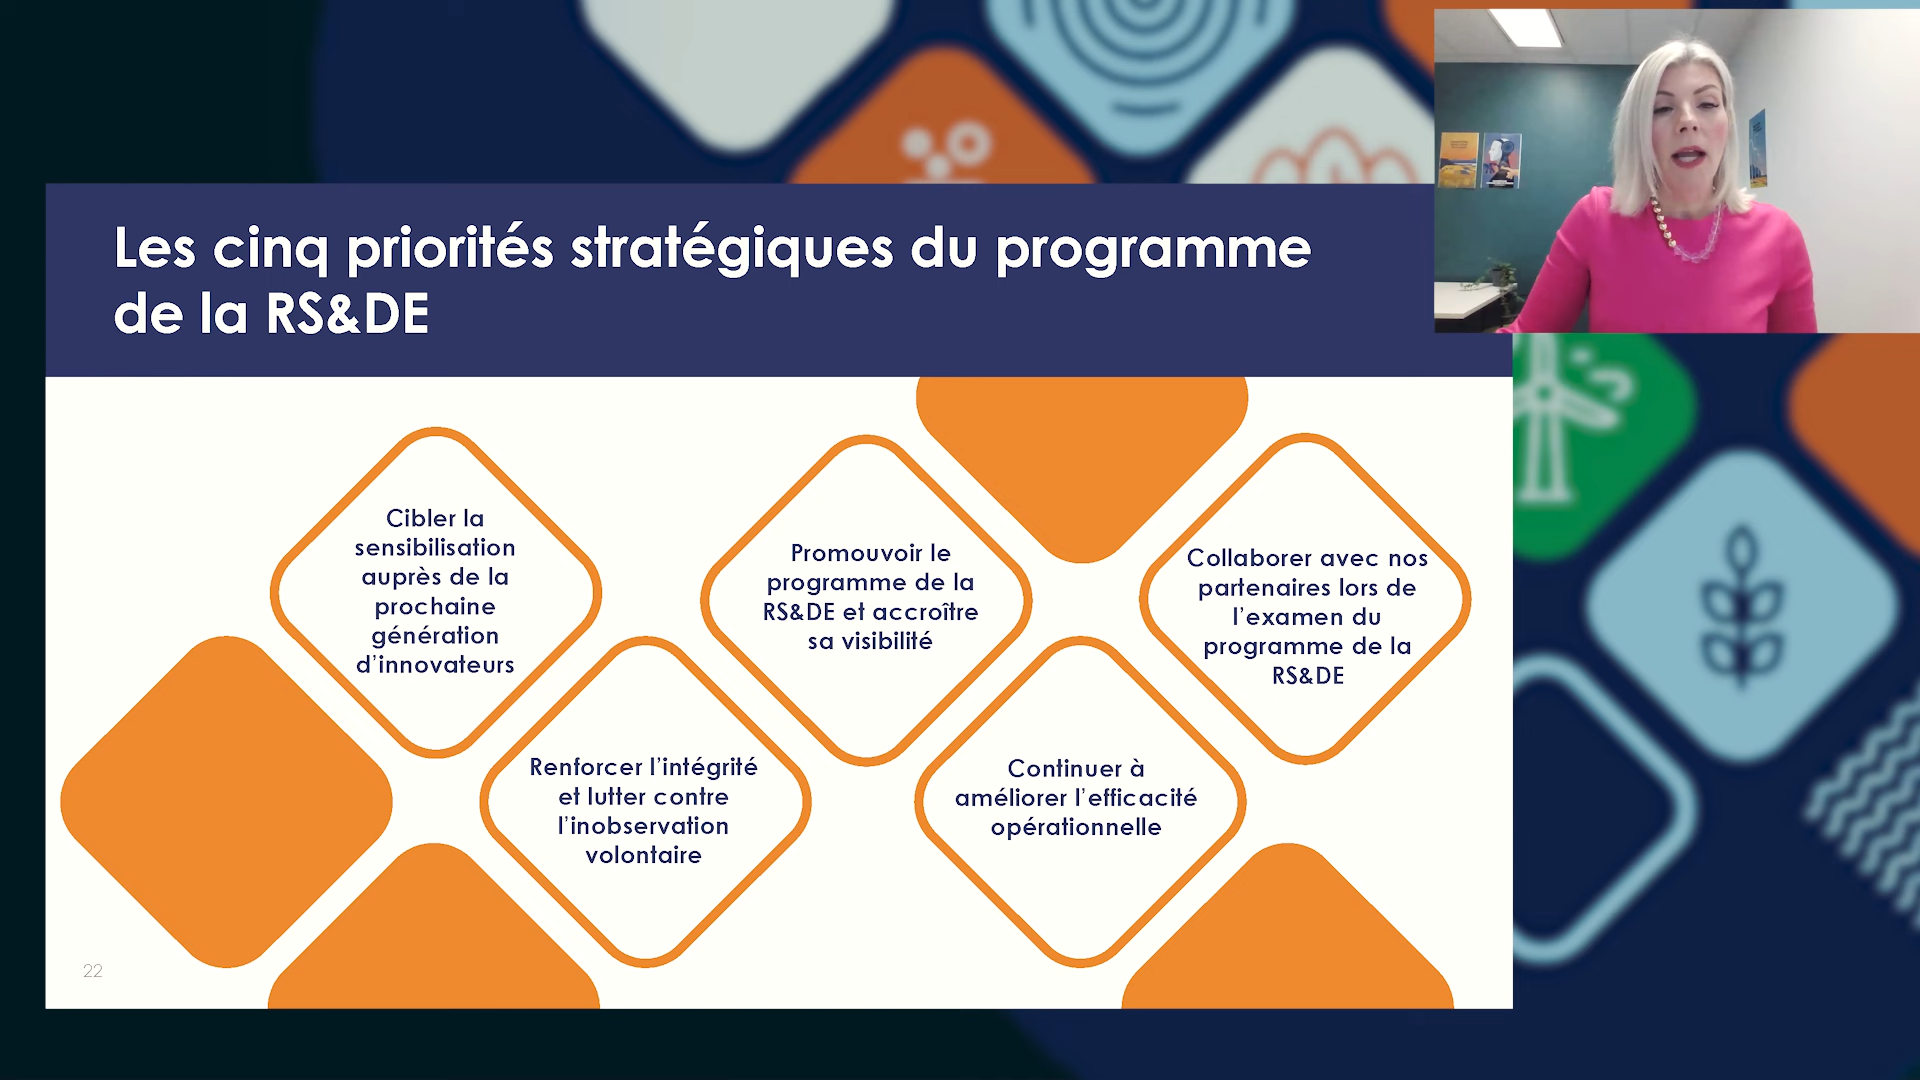 Les cinq priorités stratégiques du programme
de la RS&DE
Cibler la
sensibilisation
auprès de la
prochaine
génération
d'innovateurs
Renforcer l'intégrité
et lutter contre
l'inobservation
volontaire
Promouvoir le
programme de la
RS&DE et accroître
sa visibilité
Continuer à
améliorer l'efficacité
opérationnelle
Collaborer avec nos
partenaires lors de
l'examen du
programme de la
RS&DE
22